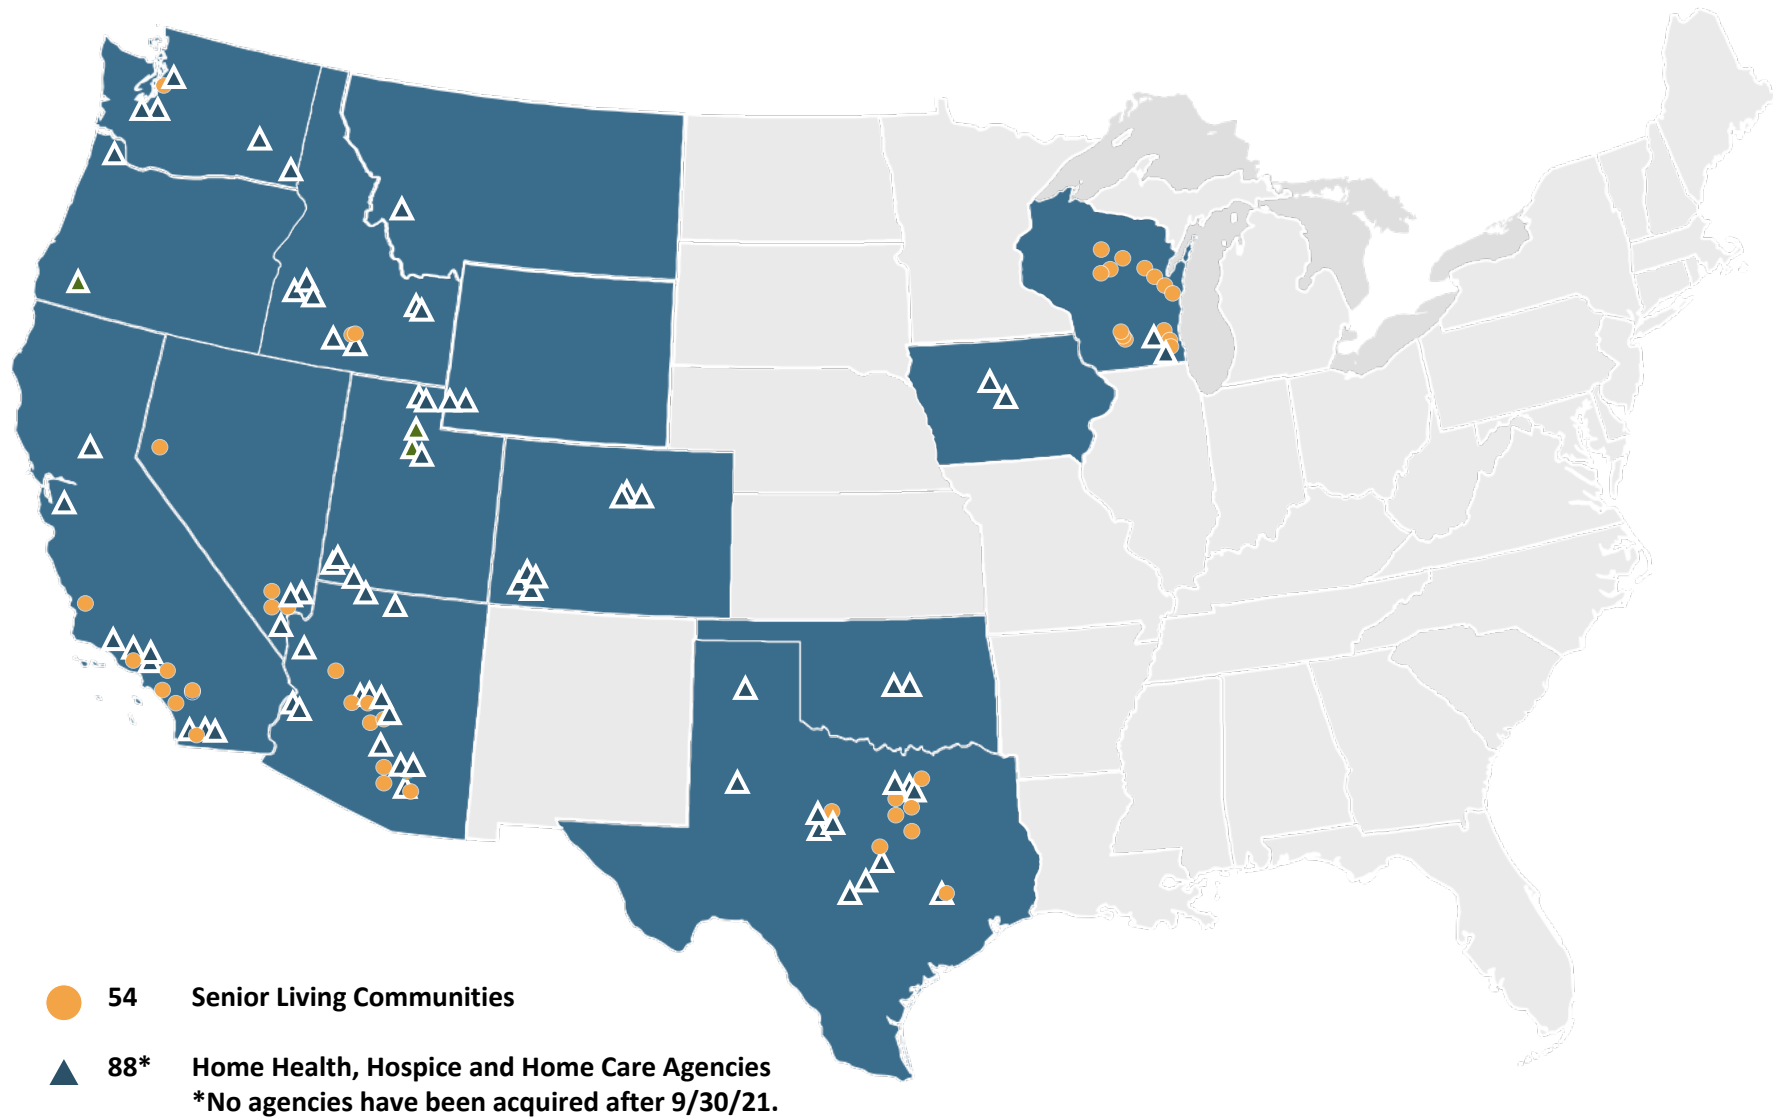 54 Senior Living Communities
88* Home Health, Hospice and Home Care Agencies
*No agencies have been acquired after 9/30/21.